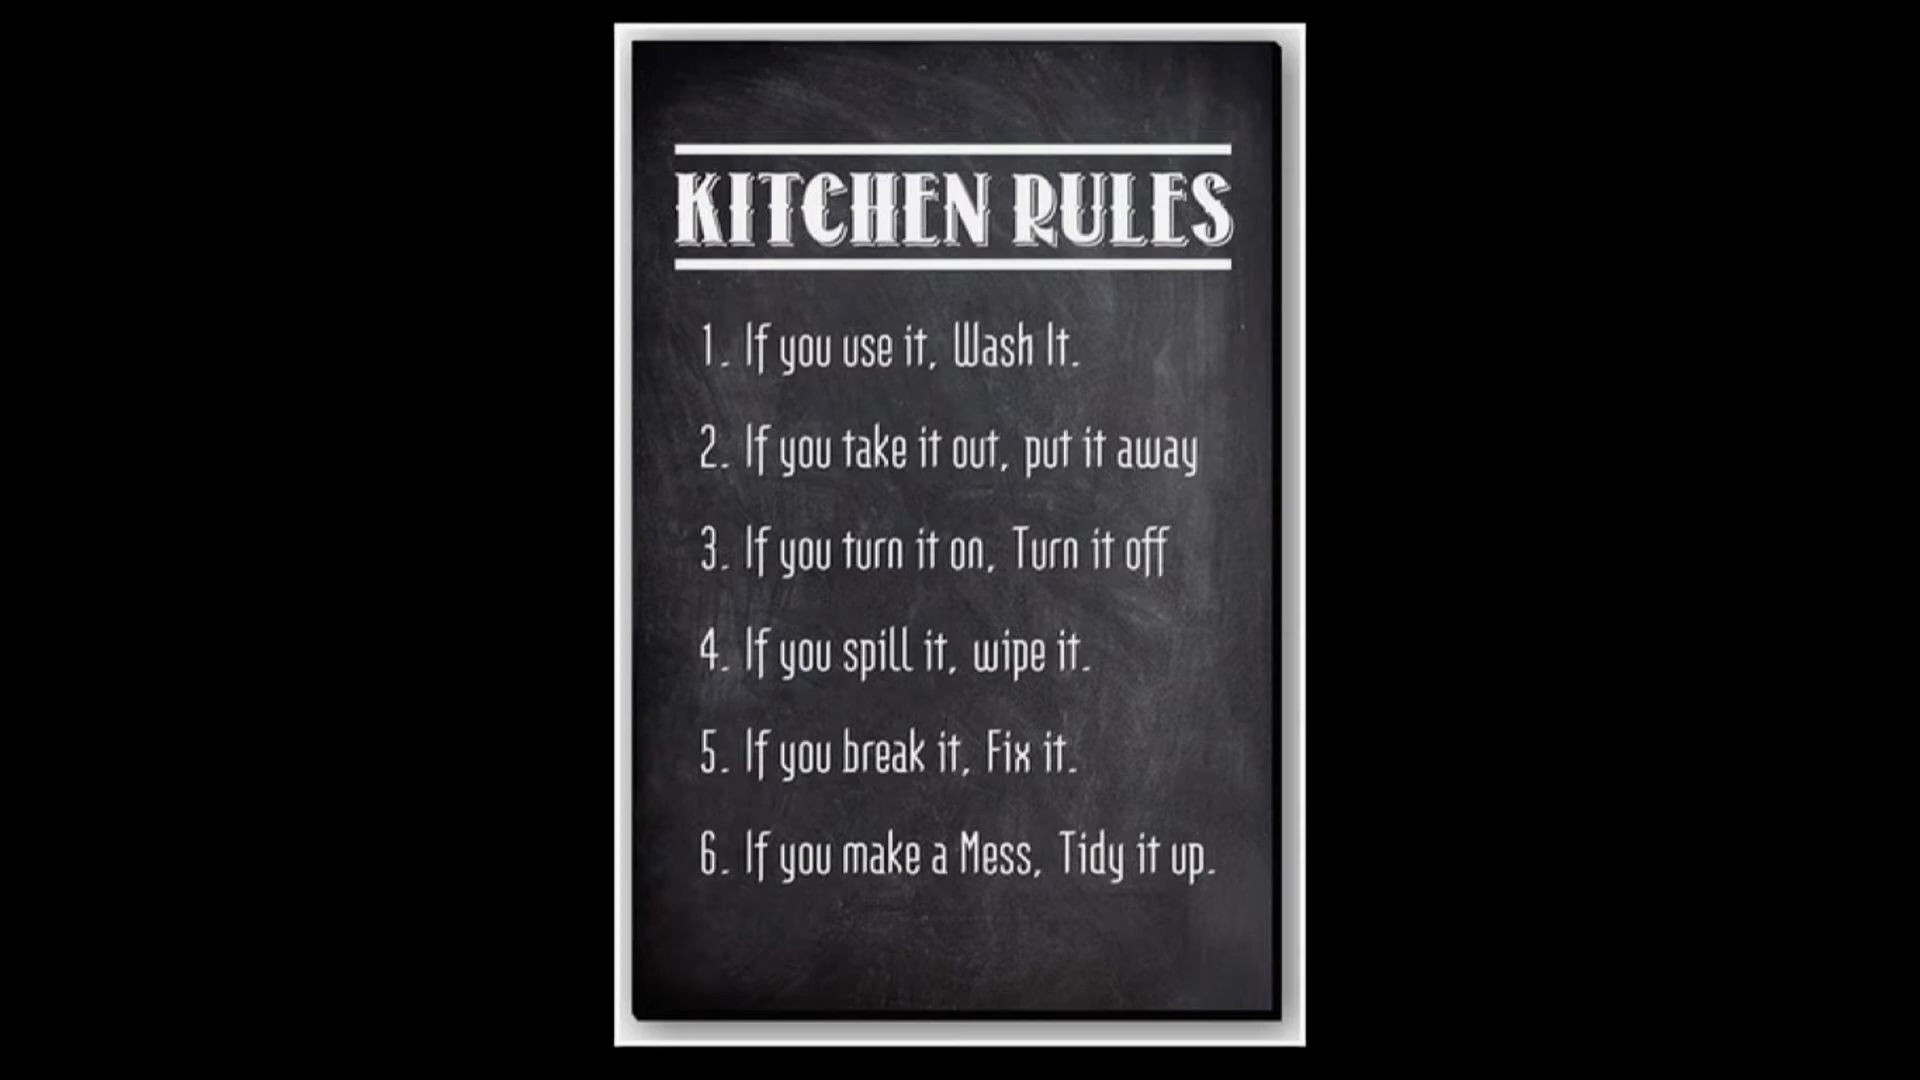 KITCHEN RULES
1. If you use it, Wash It.
2. If you take it out, put it away
3. If you turn it on, Turn it off
4. If you spill it, wipe it.
5. If you break it, Fix it.
6. If you make a Mess, Tidy it up.